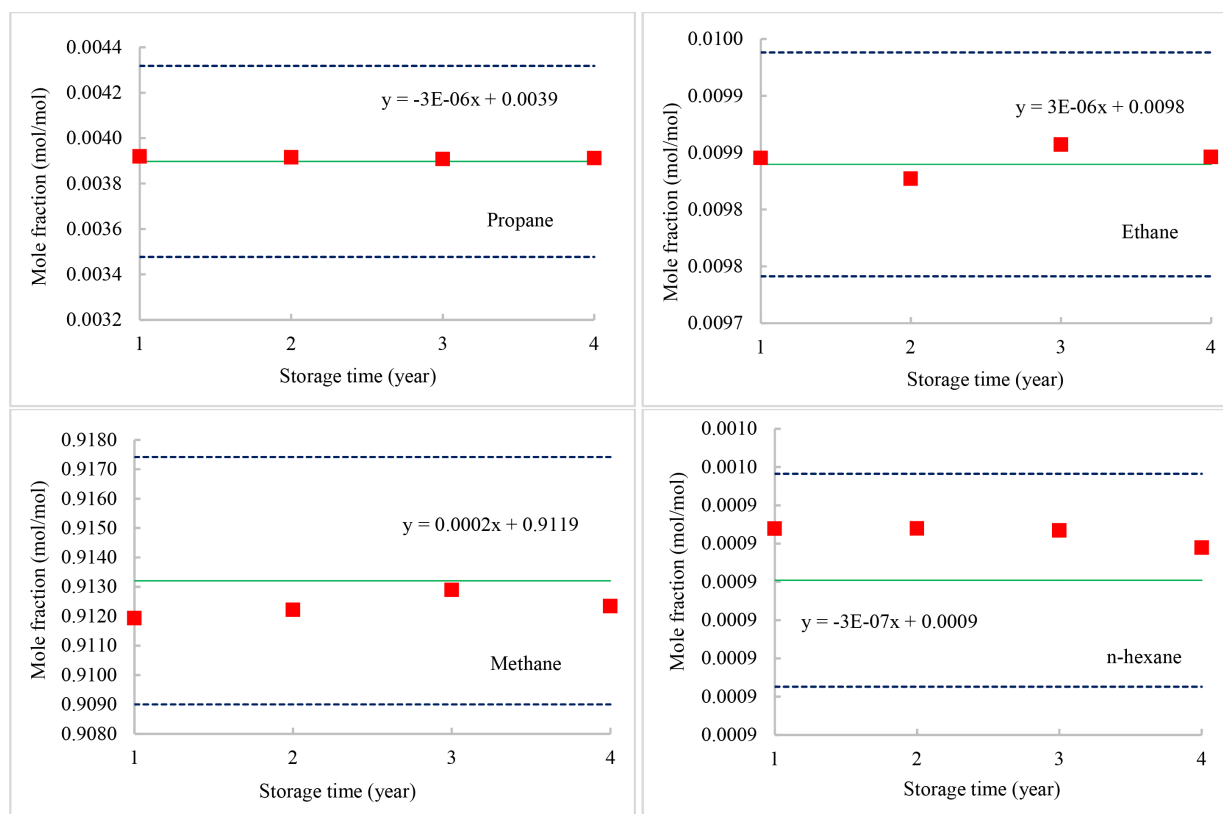 Mole fraction (mol/mol)
0.0044
0.0042
0.0040
0.0038
0.0036
0.0034
0.0032
y = -3E-06x + 0.0039
Propane
1 2 3 4
Storage time (year)
Mole fraction (mol/mol)
0.0100
0.0099
0.0099
0.0098
0.0098
0.0097
y = 3E-06x + 0.0098
Ethane
1 2 3 4
Storage time (year)
Mole fraction (mol/mol)
0.9180
0.9170
0.9160
0.9150
0.9140
0.9130
0.9120
0.9110
0.9100
0.9090
0.9080
y = 0.0002x + 0.9119
Methane
1 2 3 4
Storage time (year)
Mole fraction (mol/mol)
0.0010
0.0010
0.0009
0.0009
0.0009
0.0009
0.0009
0.0009
0.0009
y = -3E-07x + 0.0009
n-hexane
1 2 3 4
Storage time (year)